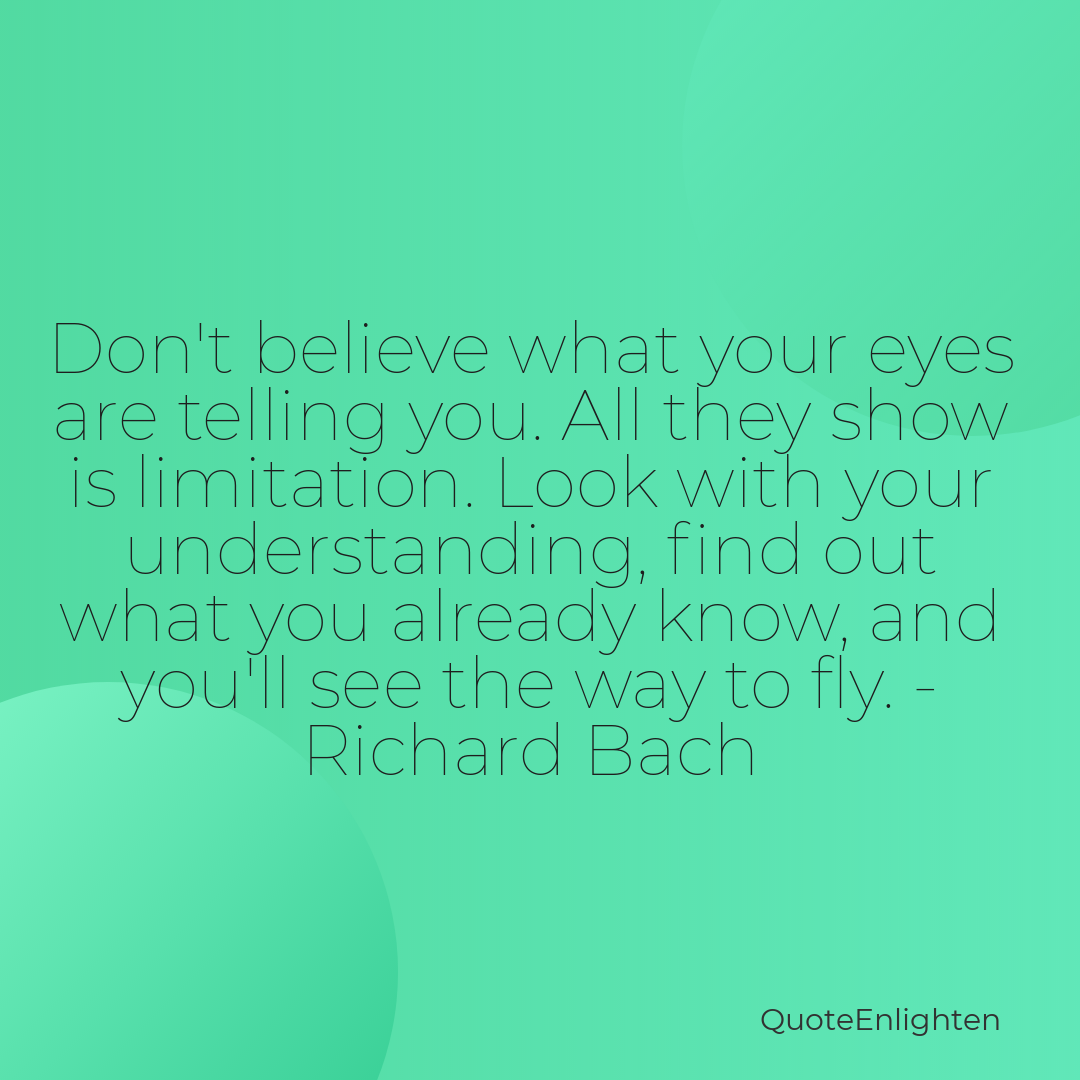 Don't believe what your eyes
are telling you. All they show
is limitation. Look with your
understanding, find out
what you already know, and
you'll see the way to fly. -
Richard Bach
QuoteEnlighten